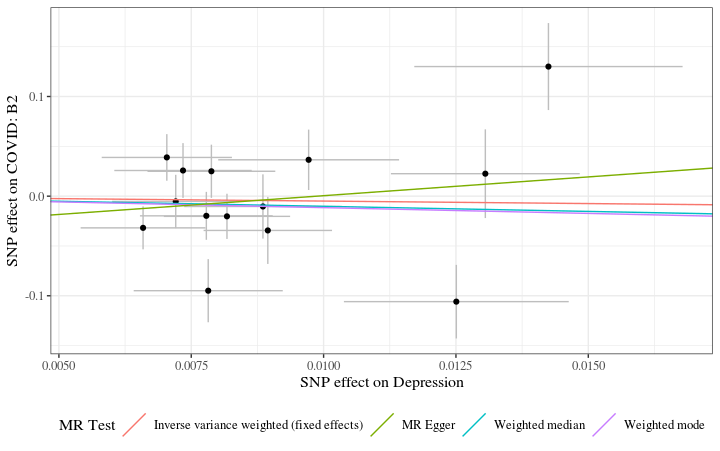 SNP effect on COVID: B2
0.1
0.0
-0.1
0.0050 0.0075 0.0100 0.0125 0.0150
SNP effect on Depression
MR Test Inverse variance weighted (fixed effects) MR Egger Weighted median Weighted mode